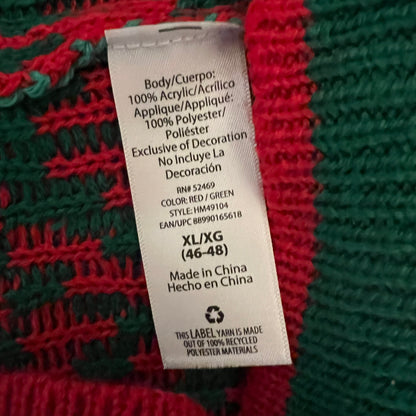 Body/Cuerpo:
100% Acrylic/Acrílico
Applique/Appliqué:
100% Polyester/
Poliéster
Exclusive of Decoration
No Incluye La
Decoración
RN# 52469
COLOR: RED / GREEN
STYLE: HM49104
EAN/UPC 88990165618
XL/XG
(46-48)
Made in China
Hecho en China
THIS LABEL YARN IS MADE
OUT OF 100% RECYCLED
POLYESTER MATERIALS